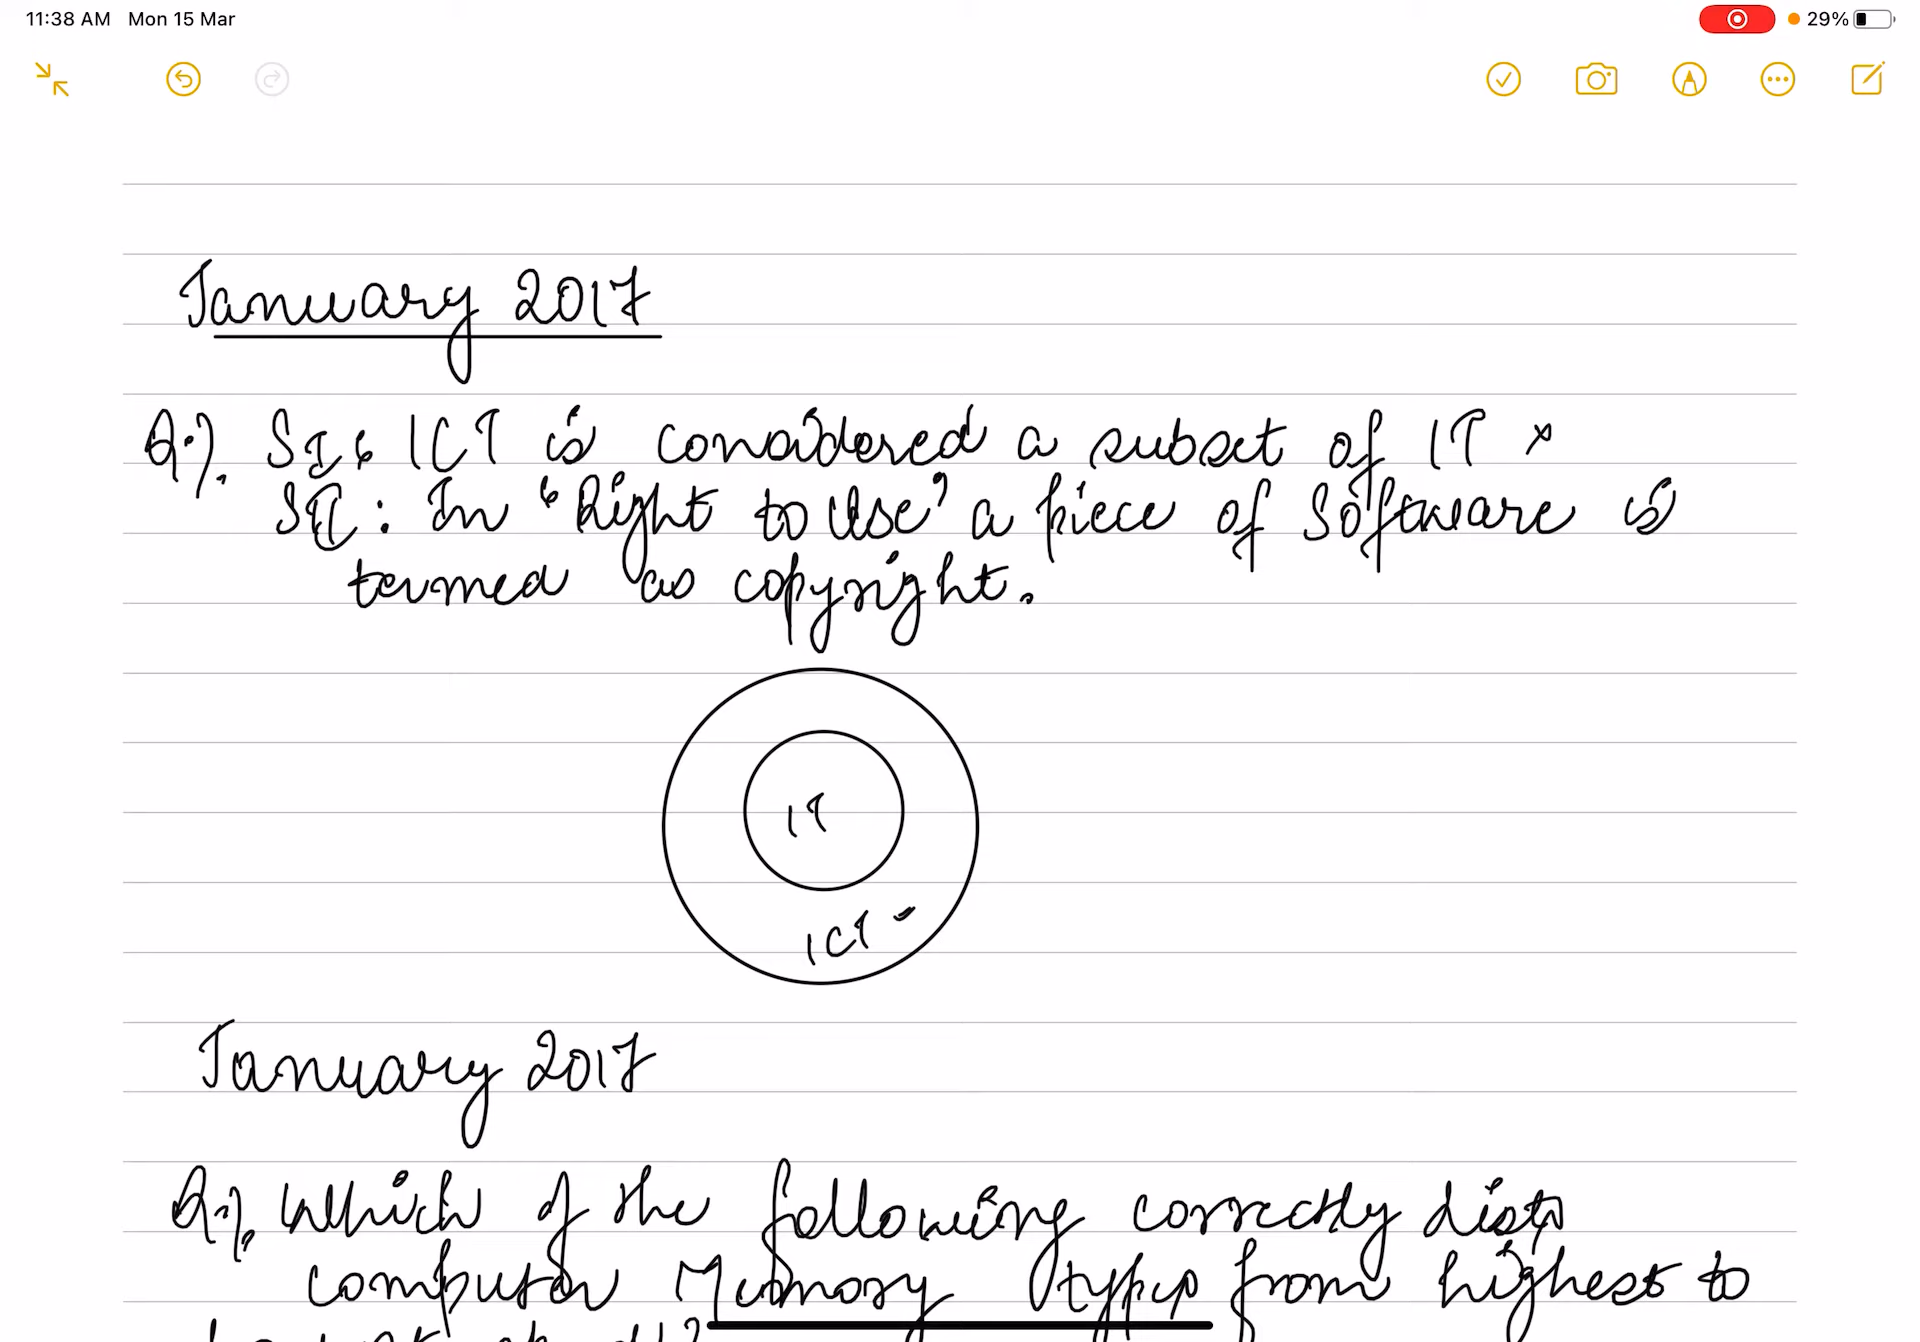 11:38 AM Mon 15 Mar
29%
January 2017
Q.). SI: ICT is considered a subset of IT ×
SII: In 'Right to Use' a piece of Software is
termed as copyright.
IT
ICT -
January 2017
Q.). Which of the following correctly lists
computer Memory types from highest to